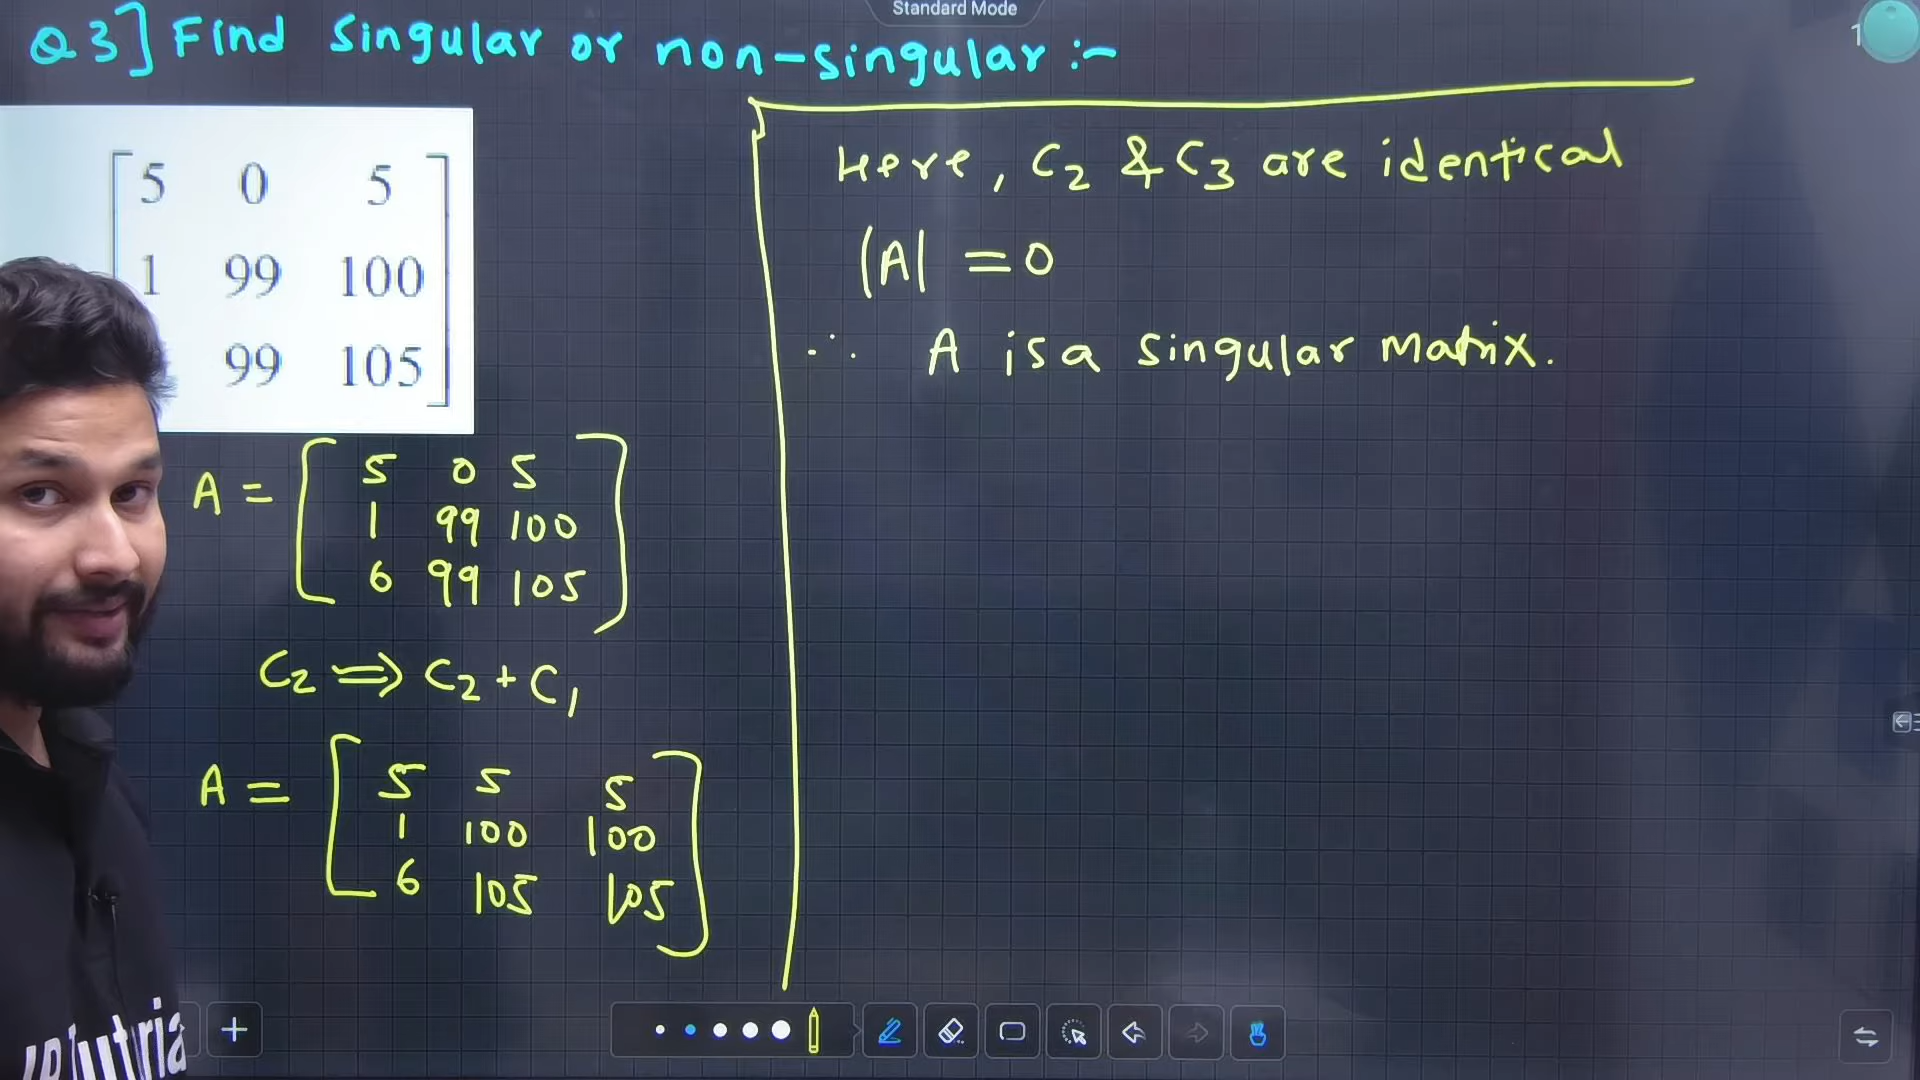 Standard Mode
Q3] Find singular or non-singular :-
1
5 0 5
1 99 100
99 105
A = [ 5 0 5
1 99 100
6 99 105 ]
C₂ ⟹ C₂ + C₁
A = [ 5 5 5
1 100 100
6 105 105 ]
Here, C₂ & C₃ are identical
|A| = 0
∴ A is a singular matrix.